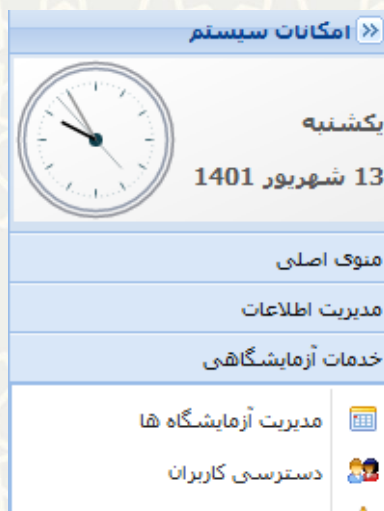 امکانات سیستم
یکشنبه
13 شهریور 1401
منوی اصلی
مدیریت اطلاعات
خدمات آزمایشگاهی
مدیریت آزمایشگاه ها
دسترسی کاربران